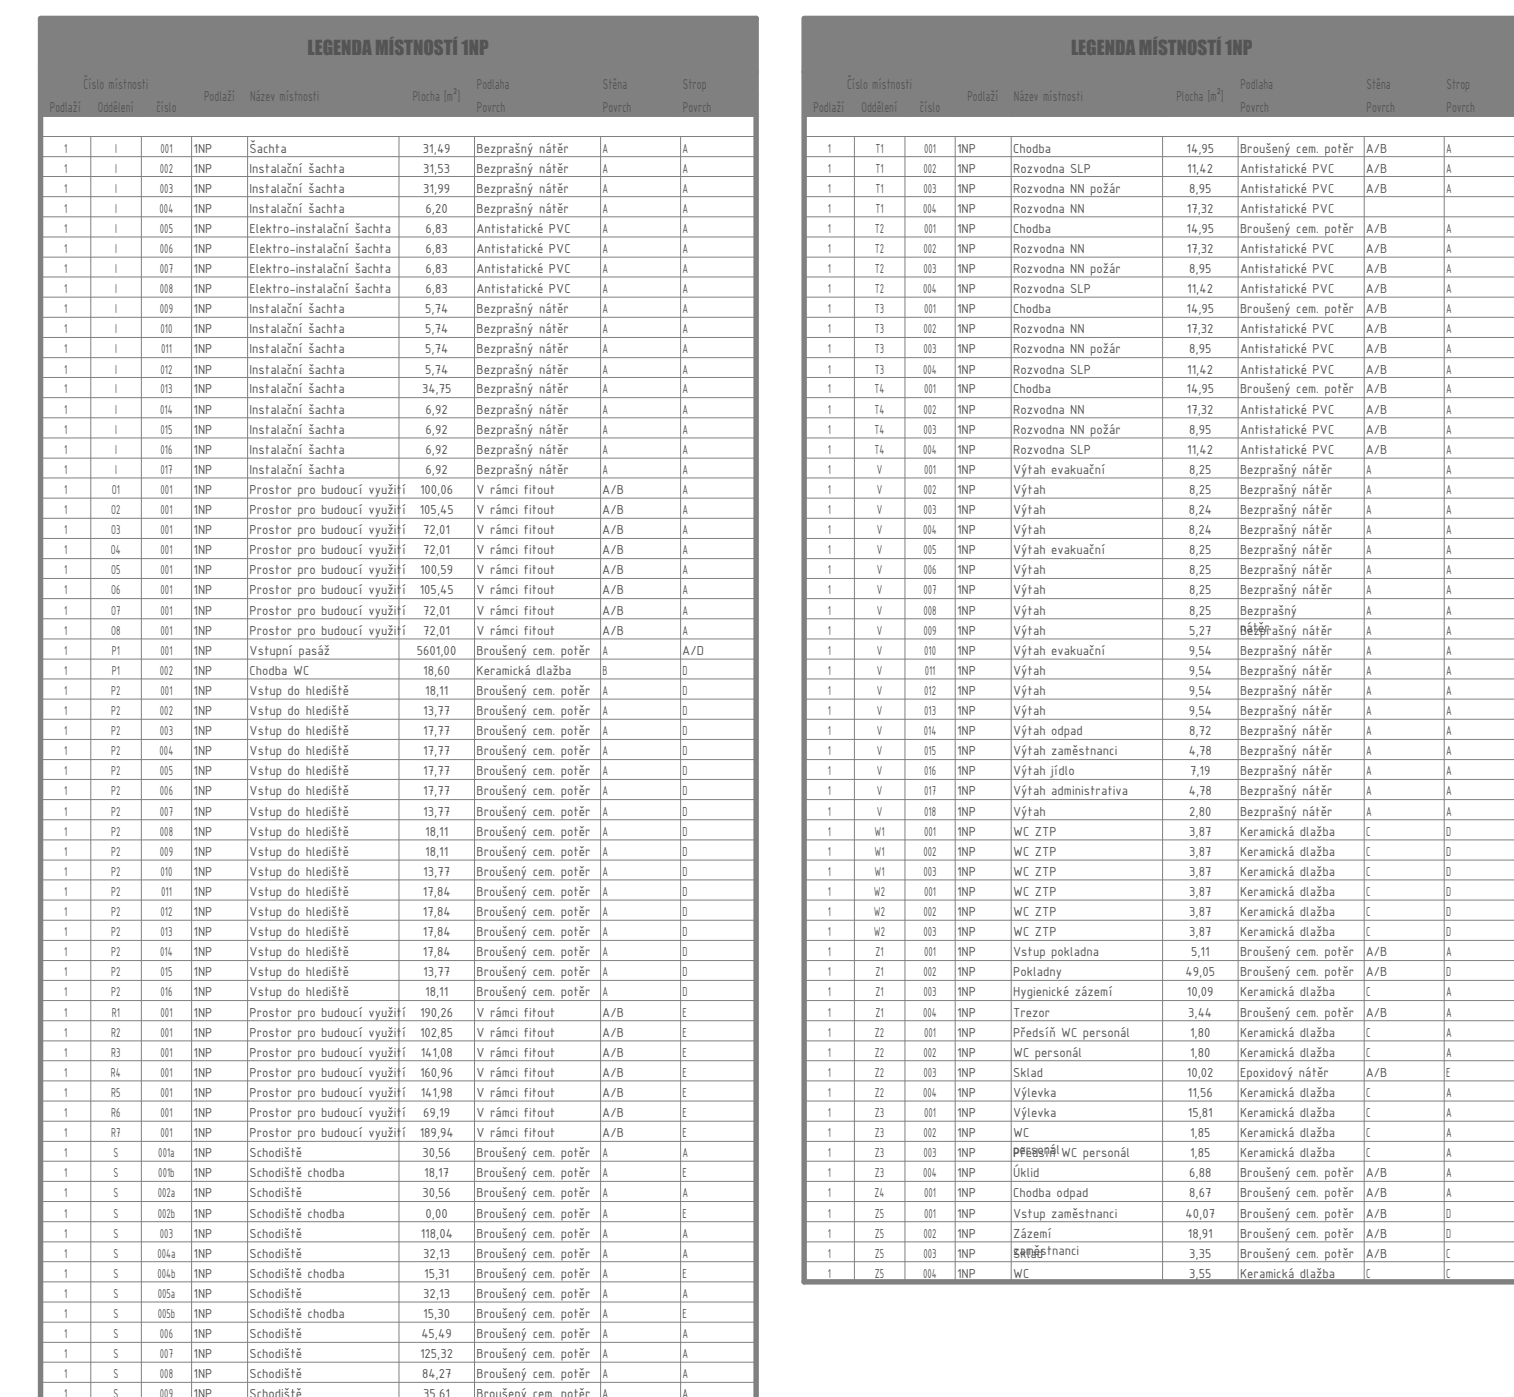 LEGENDA MÍSTNOSTÍ 1NP
Číslo místnosti Podlaží Název místnosti Plocha [m²] Podlaha Stěna Strop
Podlaží Oddělení číslo Povrch Povrch Povrch
1 I 001 1NP Šachta 31,49 Bezprašný nátěr A A
1 I 002 1NP Instalační šachta 31,53 Bezprašný nátěr A A
1 I 003 1NP Instalační šachta 31,99 Bezprašný nátěr A A
1 I 004 1NP Instalační šachta 6,20 Bezprašný nátěr A A
1 I 005 1NP Elektro-instalační šachta 6,83 Antistatické PVC A A
1 I 006 1NP Elektro-instalační šachta 6,83 Antistatické PVC A A
1 I 007 1NP Elektro-instalační šachta 6,83 Antistatické PVC A A
1 I 008 1NP Elektro-instalační šachta 6,83 Antistatické PVC A A
1 I 009 1NP Instalační šachta 5,74 Bezprašný nátěr A A
1 I 010 1NP Instalační šachta 5,74 Bezprašný nátěr A A
1 I 011 1NP Instalační šachta 5,74 Bezprašný nátěr A A
1 I 012 1NP Instalační šachta 5,74 Bezprašný nátěr A A
1 I 013 1NP Instalační šachta 34,75 Bezprašný nátěr A A
1 I 014 1NP Instalační šachta 6,92 Bezprašný nátěr A A
1 I 015 1NP Instalační šachta 6,92 Bezprašný nátěr A A
1 I 016 1NP Instalační šachta 6,92 Bezprašný nátěr A A
1 I 017 1NP Instalační šachta 6,92 Bezprašný nátěr A A
1 O1 001 1NP Prostor pro budoucí využití 100,06 V rámci fitout A/B A
1 O2 001 1NP Prostor pro budoucí využití 105,45 V rámci fitout A/B A
1 O3 001 1NP Prostor pro budoucí využití 72,01 V rámci fitout A/B A
1 O4 001 1NP Prostor pro budoucí využití 72,01 V rámci fitout A/B A
1 O5 001 1NP Prostor pro budoucí využití 100,59 V rámci fitout A/B A
1 O6 001 1NP Prostor pro budoucí využití 105,45 V rámci fitout A/B A
1 O7 001 1NP Prostor pro budoucí využití 72,01 V rámci fitout A/B A
1 O8 001 1NP Prostor pro budoucí využití 72,01 V rámci fitout A/B A
1 P1 001 1NP Vstupní pasáž 5601,00 Broušený cem. potěr A A/D
1 P1 002 1NP Chodba WC 18,60 Keramická dlažba B D
1 P2 001 1NP Vstup do hlediště 18,11 Broušený cem. potěr A D
1 P2 002 1NP Vstup do hlediště 13,77 Broušený cem. potěr A D
1 P2 003 1NP Vstup do hlediště 17,77 Broušený cem. potěr A D
1 P2 004 1NP Vstup do hlediště 17,77 Broušený cem. potěr A D
1 P2 005 1NP Vstup do hlediště 17,77 Broušený cem. potěr A D
1 P2 006 1NP Vstup do hlediště 17,77 Broušený cem. potěr A D
1 P2 007 1NP Vstup do hlediště 13,77 Broušený cem. potěr A D
1 P2 008 1NP Vstup do hlediště 18,11 Broušený cem. potěr A D
1 P2 009 1NP Vstup do hlediště 18,11 Broušený cem. potěr A D
1 P2 010 1NP Vstup do hlediště 13,77 Broušený cem. potěr A D
1 P2 011 1NP Vstup do hlediště 17,84 Broušený cem. potěr A D
1 P2 012 1NP Vstup do hlediště 17,84 Broušený cem. potěr A D
1 P2 013 1NP Vstup do hlediště 17,84 Broušený cem. potěr A D
1 P2 014 1NP Vstup do hlediště 17,84 Broušený cem. potěr A D
1 P2 015 1NP Vstup do hlediště 13,77 Broušený cem. potěr A D
1 P2 016 1NP Vstup do hlediště 18,11 Broušený cem. potěr A D
1 R1 001 1NP Prostor pro budoucí využití 190,26 V rámci fitout A/B E
1 R2 001 1NP Prostor pro budoucí využití 102,85 V rámci fitout A/B E
1 R3 001 1NP Prostor pro budoucí využití 141,08 V rámci fitout A/B E
1 R4 001 1NP Prostor pro budoucí využití 160,96 V rámci fitout A/B E
1 R5 001 1NP Prostor pro budoucí využití 141,98 V rámci fitout A/B E
1 R6 001 1NP Prostor pro budoucí využití 69,19 V rámci fitout A/B E
1 R7 001 1NP Prostor pro budoucí využití 189,94 V rámci fitout A/B E
1 S 001a 1NP Schodiště 30,56 Broušený cem. potěr A A
1 S 001b 1NP Schodiště chodba 18,17 Broušený cem. potěr A E
1 S 002a 1NP Schodiště 30,56 Broušený cem. potěr A A
1 S 002b 1NP Schodiště chodba 0,00 Broušený cem. potěr A E
1 S 003 1NP Schodiště 118,04 Broušený cem. potěr A A
1 S 004a 1NP Schodiště 32,13 Broušený cem. potěr A A
1 S 004b 1NP Schodiště chodba 15,31 Broušený cem. potěr A E
1 S 005a 1NP Schodiště 32,13 Broušený cem. potěr A A
1 S 005b 1NP Schodiště chodba 15,30 Broušený cem. potěr A E
1 S 006 1NP Schodiště 45,49 Broušený cem. potěr A A
1 S 007 1NP Schodiště 125,32 Broušený cem. potěr A A
1 S 008 1NP Schodiště 84,27 Broušený cem. potěr A A
1 S 009 1NP Schodiště 35,61 Broušený cem. potěr A A
LEGENDA MÍSTNOSTÍ 1NP
Číslo místnosti Podlaží Název místnosti Plocha [m²] Podlaha Stěna Strop
Podlaží Oddělení číslo Povrch Povrch Povrch
1 T1 001 1NP Chodba 14,95 Broušený cem. potěr A/B A
1 T1 002 1NP Rozvodna SLP 11,42 Antistatické PVC A/B A
1 T1 003 1NP Rozvodna NN požár 8,95 Antistatické PVC A/B A
1 T1 004 1NP Rozvodna NN 17,32 Antistatické PVC
1 T2 001 1NP Chodba 14,95 Broušený cem. potěr A/B A
1 T2 002 1NP Rozvodna NN 17,32 Antistatické PVC A/B A
1 T2 003 1NP Rozvodna NN požár 8,95 Antistatické PVC A/B A
1 T2 004 1NP Rozvodna SLP 11,42 Antistatické PVC A/B A
1 T3 001 1NP Chodba 14,95 Broušený cem. potěr A/B A
1 T3 002 1NP Rozvodna NN 17,32 Antistatické PVC A/B A
1 T3 003 1NP Rozvodna NN požár 8,95 Antistatické PVC A/B A
1 T3 004 1NP Rozvodna SLP 11,42 Antistatické PVC A/B A
1 T4 001 1NP Chodba 14,95 Broušený cem. potěr A/B A
1 T4 002 1NP Rozvodna NN 17,32 Antistatické PVC A/B A
1 T4 003 1NP Rozvodna NN požár 8,95 Antistatické PVC A/B A
1 T4 004 1NP Rozvodna SLP 11,42 Antistatické PVC A/B A
1 V 001 1NP Výtah evakuační 8,25 Bezprašný nátěr A A
1 V 002 1NP Výtah 8,25 Bezprašný nátěr A A
1 V 003 1NP Výtah 8,24 Bezprašný nátěr A A
1 V 004 1NP Výtah 8,24 Bezprašný nátěr A A
1 V 005 1NP Výtah evakuační 8,25 Bezprašný nátěr A A
1 V 006 1NP Výtah 8,25 Bezprašný nátěr A A
1 V 007 1NP Výtah 8,25 Bezprašný nátěr A A
1 V 008 1NP Výtah 8,25 Bezprašný A A
nátěr
1 V 009 1NP Výtah 5,27 Bezprašný nátěr A A
1 V 010 1NP Výtah evakuační 9,54 Bezprašný nátěr A A
1 V 011 1NP Výtah 9,54 Bezprašný nátěr A A
1 V 012 1NP Výtah 9,54 Bezprašný nátěr A A
1 V 013 1NP Výtah 9,54 Bezprašný nátěr A A
1 V 014 1NP Výtah odpad 8,72 Bezprašný nátěr A A
1 V 015 1NP Výtah zaměstnanci 4,78 Bezprašný nátěr A A
1 V 016 1NP Výtah jídlo 7,19 Bezprašný nátěr A A
1 V 017 1NP Výtah administrativa 4,78 Bezprašný nátěr A A
1 V 018 1NP Výtah 2,80 Bezprašný nátěr A A
1 W1 001 1NP WC ZTP 3,87 Keramická dlažba C D
1 W1 002 1NP WC ZTP 3,87 Keramická dlažba C D
1 W1 003 1NP WC ZTP 3,87 Keramická dlažba C D
1 W2 001 1NP WC ZTP 3,87 Keramická dlažba C D
1 W2 002 1NP WC ZTP 3,87 Keramická dlažba C D
1 W2 003 1NP WC ZTP 3,87 Keramická dlažba C D
1 Z1 001 1NP Vstup pokladna 5,11 Broušený cem. potěr A/B A
1 Z1 002 1NP Pokladny 49,05 Broušený cem. potěr A/B D
1 Z1 003 1NP Hygienické zázemí 10,09 Keramická dlažba C A
1 Z1 004 1NP Trezor 3,44 Broušený cem. potěr A/B A
1 Z2 001 1NP Předsíň WC personál 1,80 Keramická dlažba C A
1 Z2 002 1NP WC personál 1,80 Keramická dlažba C A
1 Z2 003 1NP Sklad 10,02 Epoxidový nátěr A/B E
1 Z2 004 1NP Výlevka 11,56 Keramická dlažba C A
1 Z3 001 1NP Výlevka 15,81 Keramická dlažba C A
1 Z3 002 1NP WC 1,85 Keramická dlažba C A
personál
1 Z3 003 1NP Předsíň WC personál 1,85 Keramická dlažba C A
1 Z3 004 1NP Úklid 6,88 Broušený cem. potěr A/B A
1 Z4 001 1NP Chodba odpad 8,67 Broušený cem. potěr A/B A
1 Z5 001 1NP Vstup zaměstnanci 40,07 Broušený cem. potěr A/B D
1 Z5 002 1NP Zázemí 18,91 Broušený cem. potěr A/B D
zaměstnanci
1 Z5 003 1NP Sklad 3,35 Broušený cem. potěr A/B C
1 Z5 004 1NP WC 3,55 Keramická dlažba C C